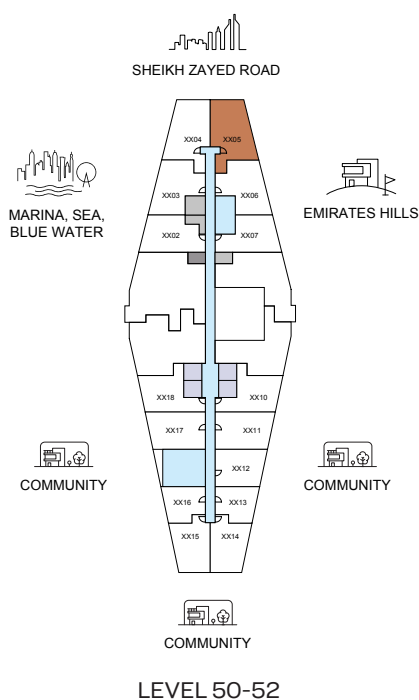 SHEIKH ZAYED ROAD
XX04
XX05
MARINA, SEA,
BLUE WATER
XX03
XX06
EMIRATES HILLS
XX02
XX07
XX18
XX10
XX17
XX11
COMMUNITY
XX12
COMMUNITY
XX16
XX13
XX15
XX14
COMMUNITY
LEVEL 50-52